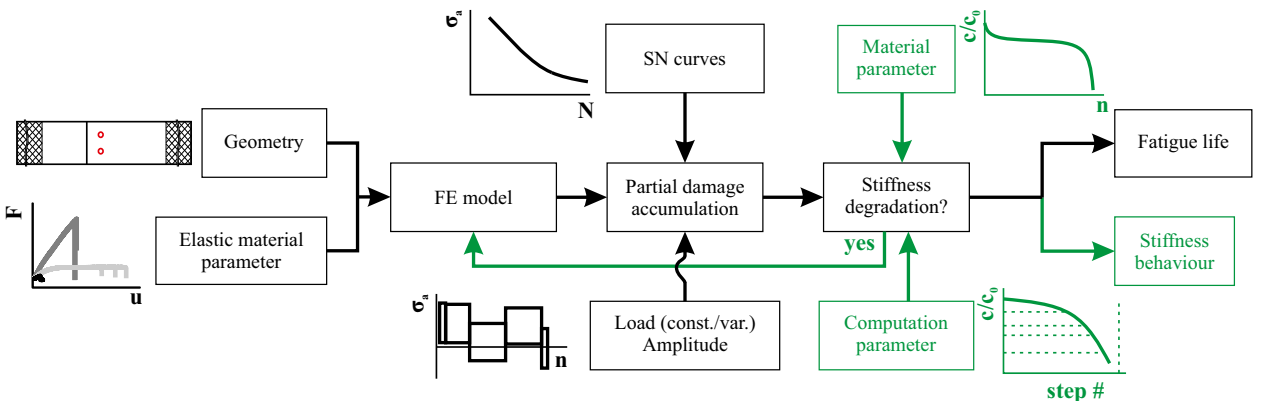 σₐ
N
SN curves
Material
parameter
c/c₀
n
Geometry
FE model
Partial damage
accumulation
Stiffness
degradation?
Fatigue life
F
u
Elastic material
parameter
yes
Stiffness
behaviour
σₐ
n
Load (const./var.)
Amplitude
Computation
parameter
c/c₀
step #